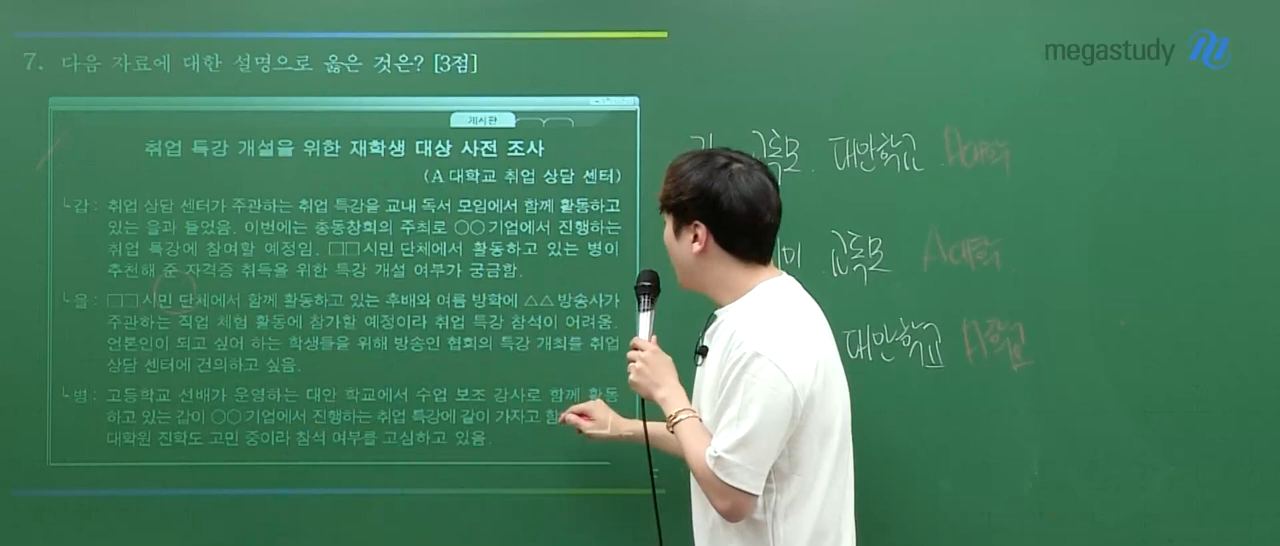 megastudy
7. 다음 자료에 대한 설명으로 옳은 것은? [3점]
게시판
취업 특강 개설을 위한 재학생 대상 사전 조사
(A 대학교 취업 상담 센터)
└갑: 취업 상담 센터가 주관하는 취업 특강을 교내 독서 모임에서 함께 활동하고
있는 을과 들었음. 이번에는 총동창회의 주최로 ○○기업에서 진행하는
취업 특강에 참여할 예정임. □□시민 단체에서 활동하고 있는 병이
추천해 준 자격증 취득을 위한 특강 개설 여부가 궁금함.
└을: □□시민 단체에서 함께 활동하고 있는 후배와 여름 방학에 △△방송사가
주관하는 직업 체험 활동에 참가할 예정이라 취업 특강 참석이 어려움.
언론인이 되고 싶어 하는 학생들을 위해 방송인 협회의 특강 개최를 취업
상담 센터에 건의하고 싶음.
└병: 고등학교 선배가 운영하는 대안 학교에서 수업 보조 강사로 함께 활동
하고 있는 갑이 ○○기업에서 진행하는 취업 특강에 같이 가자고
대학원 진학도 고민 중이라 참석 여부를 고심하고 있음.
교독모 대안학교 A대학
교독모 A대학
대안학교